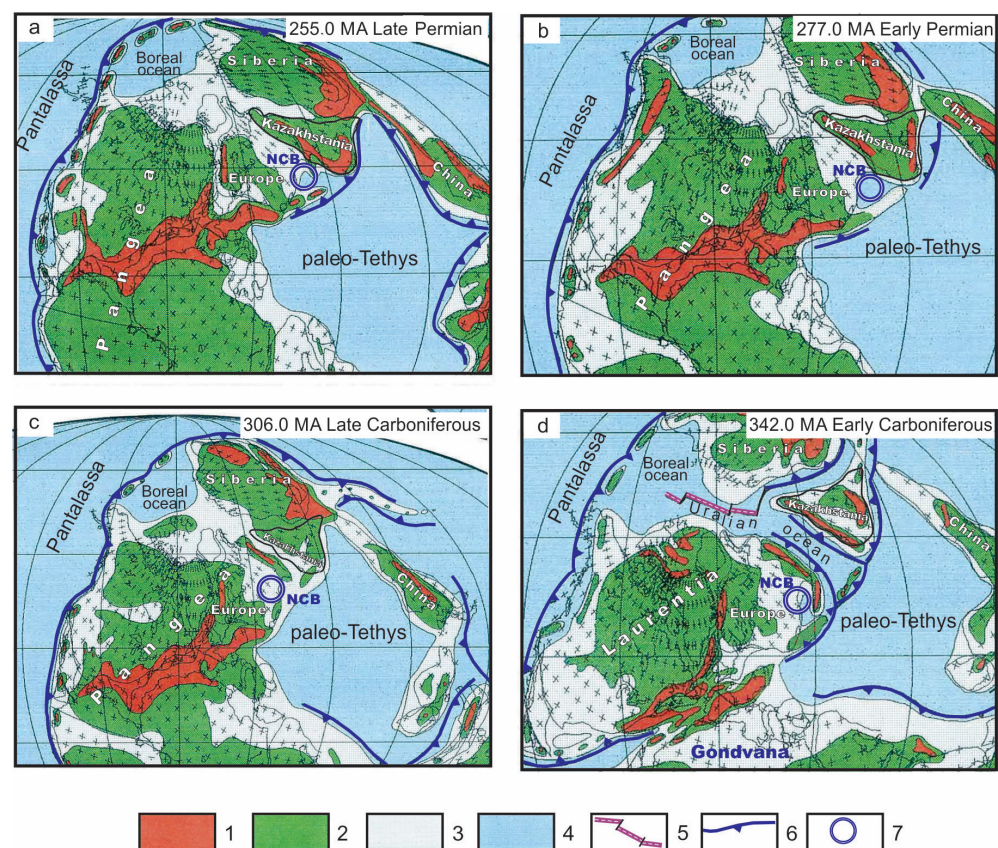 a
255.0 MA Late Permian
Pantalassa
Boreal
ocean
Siberia
Kazakhstania
China
NCB
Europe
Pangea
paleo-Tethys
b
277.0 MA Early Permian
Pantalassa
Boreal
ocean
Siberia
Kazakhstania
China
NCB
Europe
Pangea
paleo-Tethys
c
306.0 MA Late Carboniferous
Pantalassa
Boreal
ocean
Siberia
Kazakhstania
China
NCB
Europe
Pangea
paleo-Tethys
d
342.0 MA Early Carboniferous
Pantalassa
Boreal
ocean
Siberia
Uralian ocean
Kazakhstania
China
NCB
Europe
Laurentia
paleo-Tethys
Gondvana
1
2
3
4
5
6
7